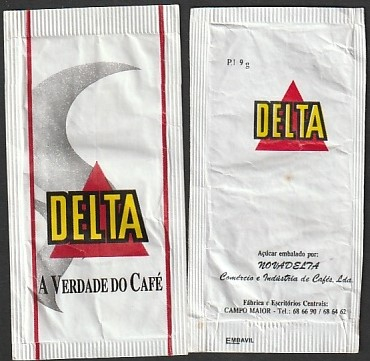 DELTA
A VERDADE DO CAFÉ
P.l 9 g
DELTA
Açúcar embalado por:
NOVADELTA
Comércio e Indústria de Cafés, Lda.
Fábrica e Escritórios Centrais:
CAMPO MAIOR - Tel.: 68 66 90 / 68 64 62
EMBAVIL